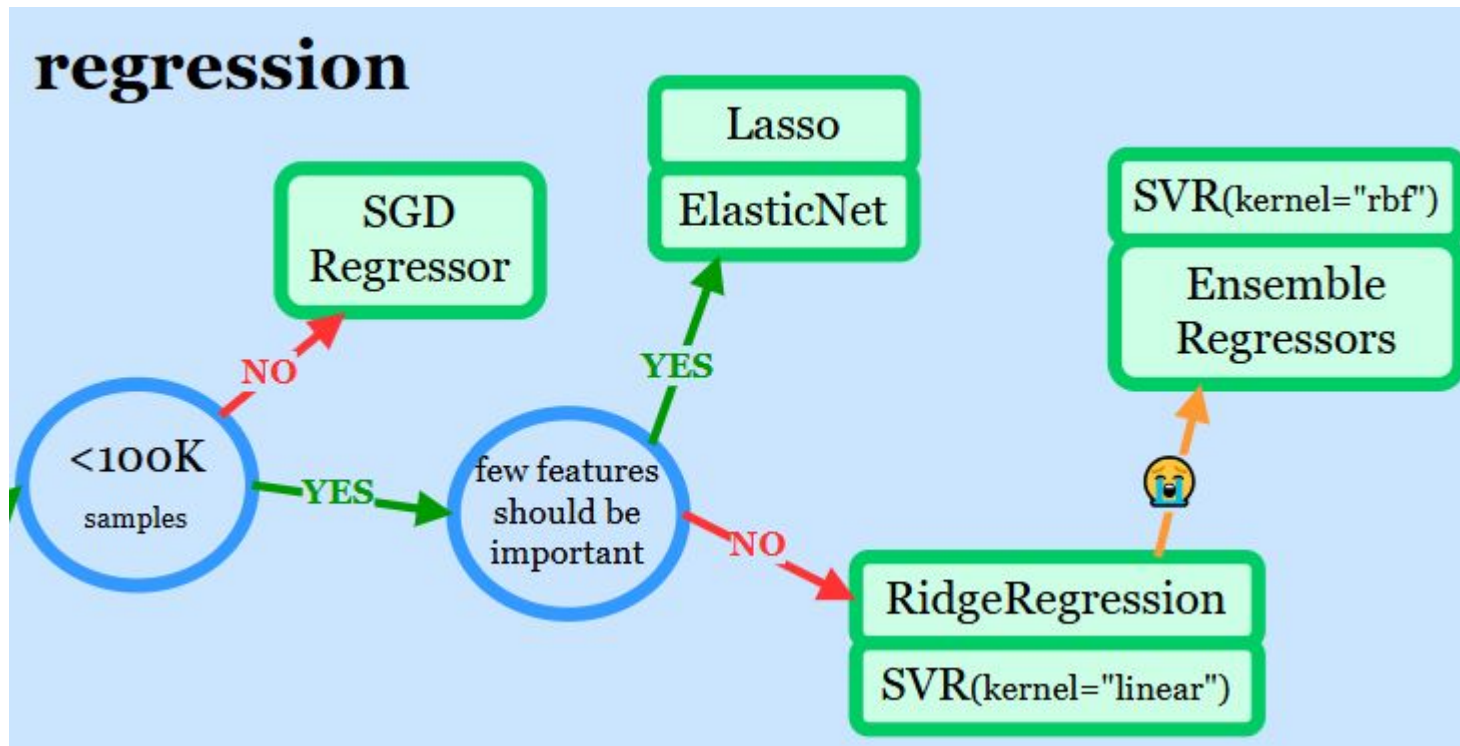 regression
SGD
Regressor
Lasso
ElasticNet
SVR(kernel="rbf")
Ensemble
Regressors
NO
YES
<100K
samples
YES
few features
should be
important
NO
RidgeRegression
SVR(kernel="linear")